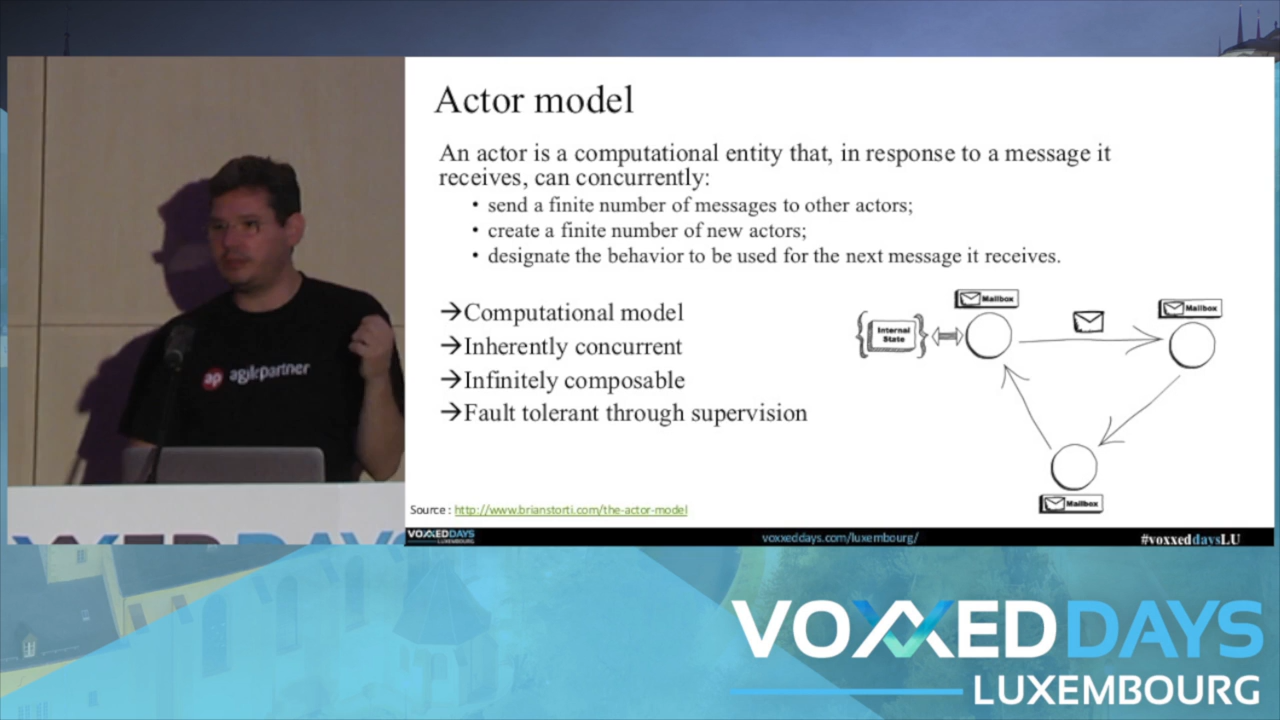 Actor model
An actor is a computational entity that, in response to a message it
receives, can concurrently:
• send a finite number of messages to other actors;
• create a finite number of new actors;
• designate the behavior to be used for the next message it receives.
→Computational model
→Inherently concurrent
→Infinitely composable
→Fault tolerant through supervision
Mailbox
Mailbox
Internal
State
Mailbox
Source : http://www.brianstorti.com/the-actor-model
VOXXEDDAYS
LUXEMBOURG
voxxeddays.com/luxembourg/
#voxxeddaysLU
ap agilepartner
VOXXEDDAYS
LUXEMBOURG